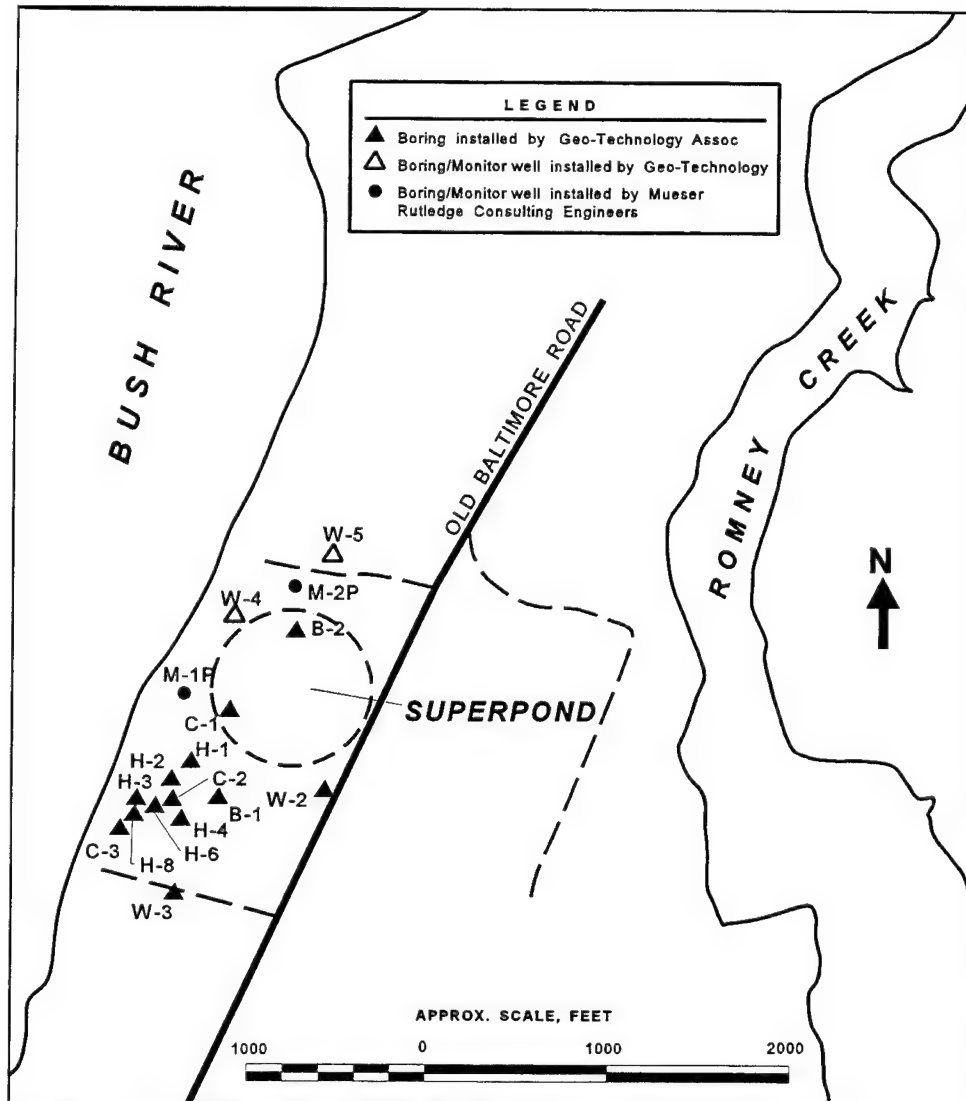 LEGEND
Boring installed by Geo-Technology Assoc
Boring/Monitor well installed by Geo-Technology
Boring/Monitor well installed by Mueser
Rutledge Consulting Engineers
BUSH RIVER
ROMNEY CREEK
OLD BALTIMORE ROAD
N
W-5
M-2P
W-4
B-2
M-1P
SUPERPOND
C-1
H-1
H-2
C-2
H-3
W-2
B-1
H-4
C-3
H-6
H-8
W-3
APPROX. SCALE, FEET
1000 0 1000 2000